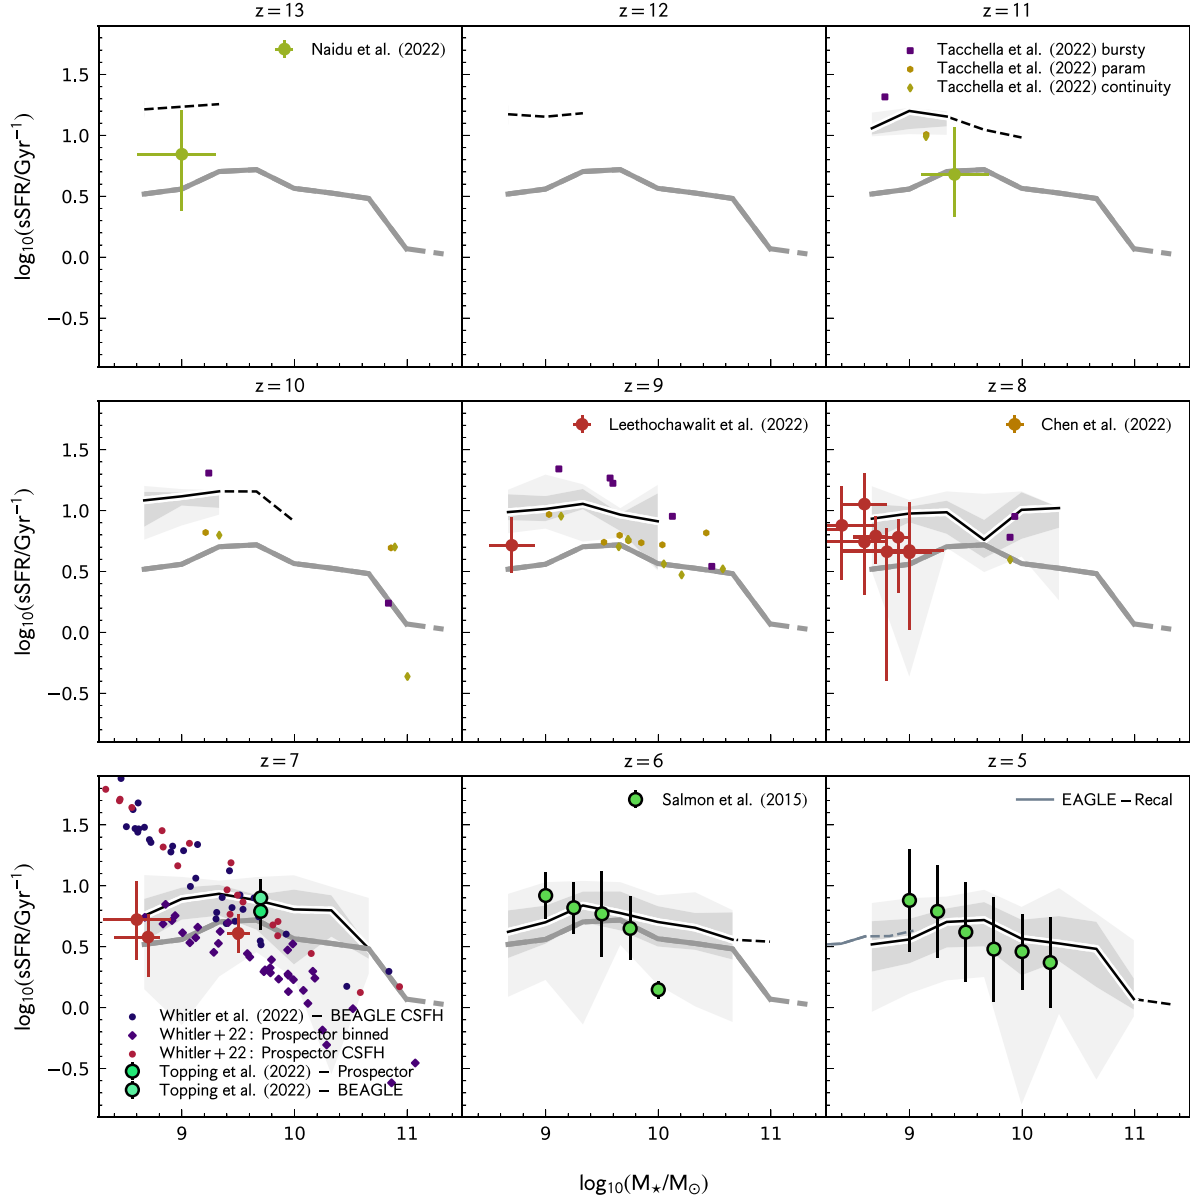 z = 13
z = 12
z = 11
Naidu et al. (2022)
Tacchella et al. (2022) bursty
Tacchella et al. (2022) param
Tacchella et al. (2022) continuity
log₁₀(sSFR/Gyr⁻¹)
1.5
1.0
0.5
0.0
−0.5
z = 10
z = 9
z = 8
Leethochawalit et al. (2022)
Chen et al. (2022)
log₁₀(sSFR/Gyr⁻¹)
1.5
1.0
0.5
0.0
−0.5
z = 7
z = 6
z = 5
Salmon et al. (2015)
EAGLE − Recal
log₁₀(sSFR/Gyr⁻¹)
1.5
1.0
0.5
0.0
−0.5
Whitler et al. (2022) − BEAGLE CSFH
Whitler + 22 : Prospector binned
Whitler + 22 : Prospector CSFH
Topping et al. (2022) − Prospector
Topping et al. (2022) − BEAGLE
9 10 11 9 10 11 9 10 11
log₁₀(M⋆/M⊙)